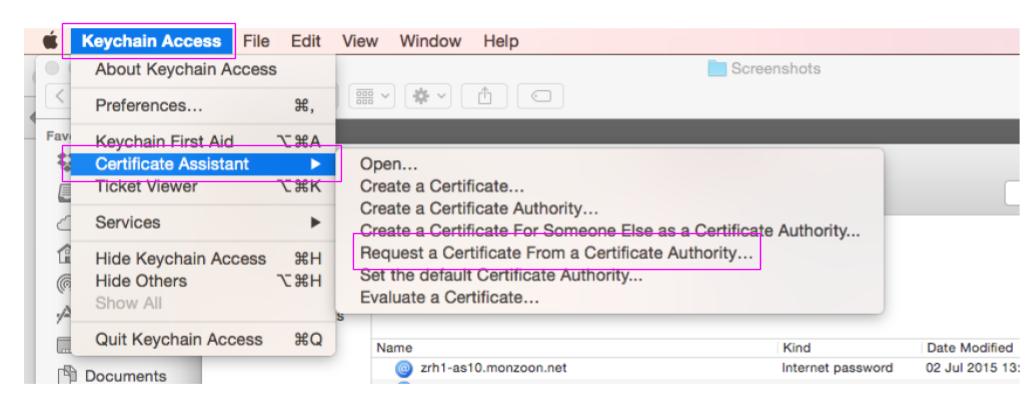 Keychain Access File Edit View Window Help
About Keychain Access
Screenshots
Preferences... ⌘,
Keychain First Aid ⌥⌘A
Certificate Assistant ▶
Ticket Viewer ⌥⌘K
Services ▶
Hide Keychain Access ⌘H
Hide Others ⌥⌘H
Show All
Quit Keychain Access ⌘Q
Open...
Create a Certificate...
Create a Certificate Authority...
Create a Certificate For Someone Else as a Certificate Authority...
Request a Certificate From a Certificate Authority...
Set the default Certificate Authority...
Evaluate a Certificate...
Name Kind Date Modified
zrh1-as10.monzoon.net Internet password 02 Jul 2015 13:
Documents